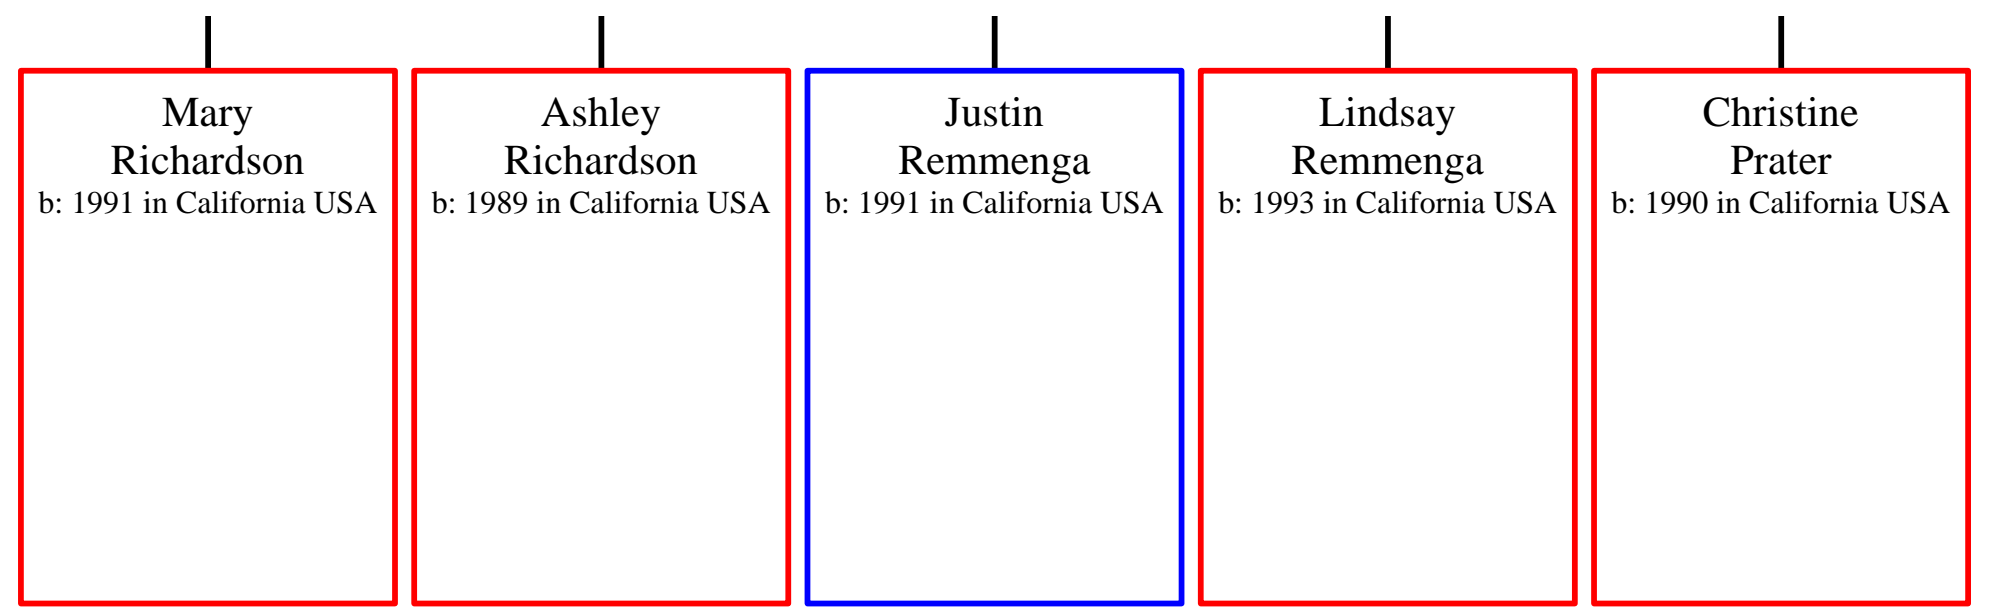 Mary
Richardson
b: 1991 in California USA
Ashley
Richardson
b: 1989 in California USA
Justin
Remmenga
b: 1991 in California USA
Lindsay
Remmenga
b: 1993 in California USA
Christine
Prater
b: 1990 in California USA